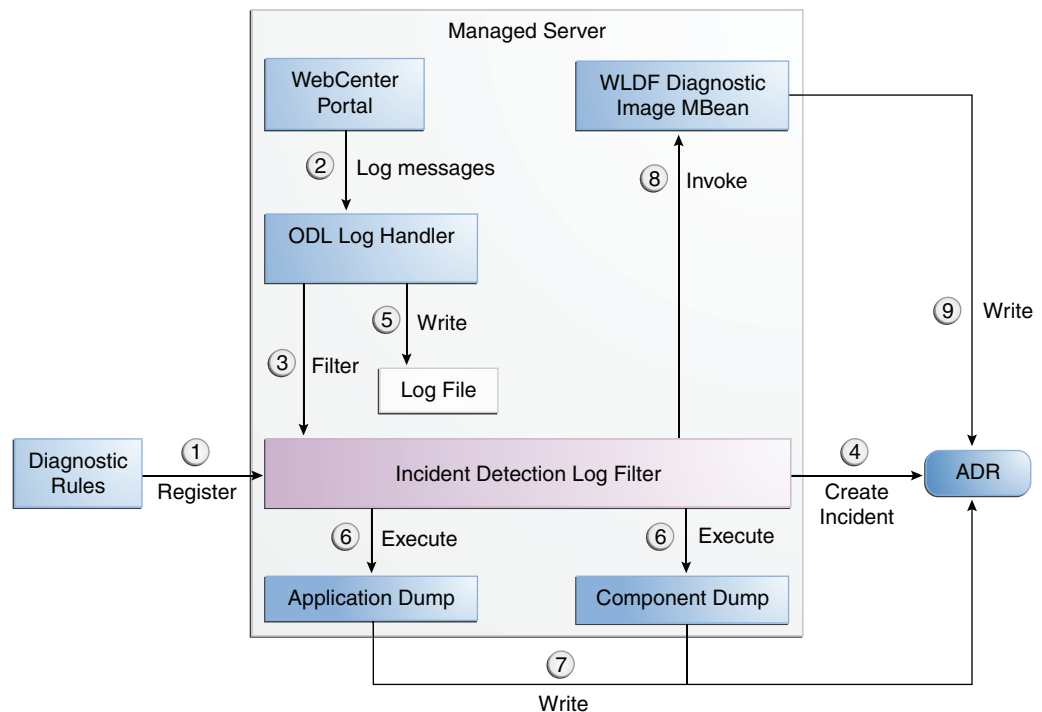 Managed Server
WebCenter
Portal
WLDF Diagnostic
Image MBean
2
Log messages
8
Invoke
ODL Log Handler
5
Write
9
Write
3
Filter
Log File
Diagnostic
Rules
1
Register
Incident Detection Log Filter
4
Create
Incident
ADR
6
Execute
6
Execute
Application Dump
Component Dump
7
Write